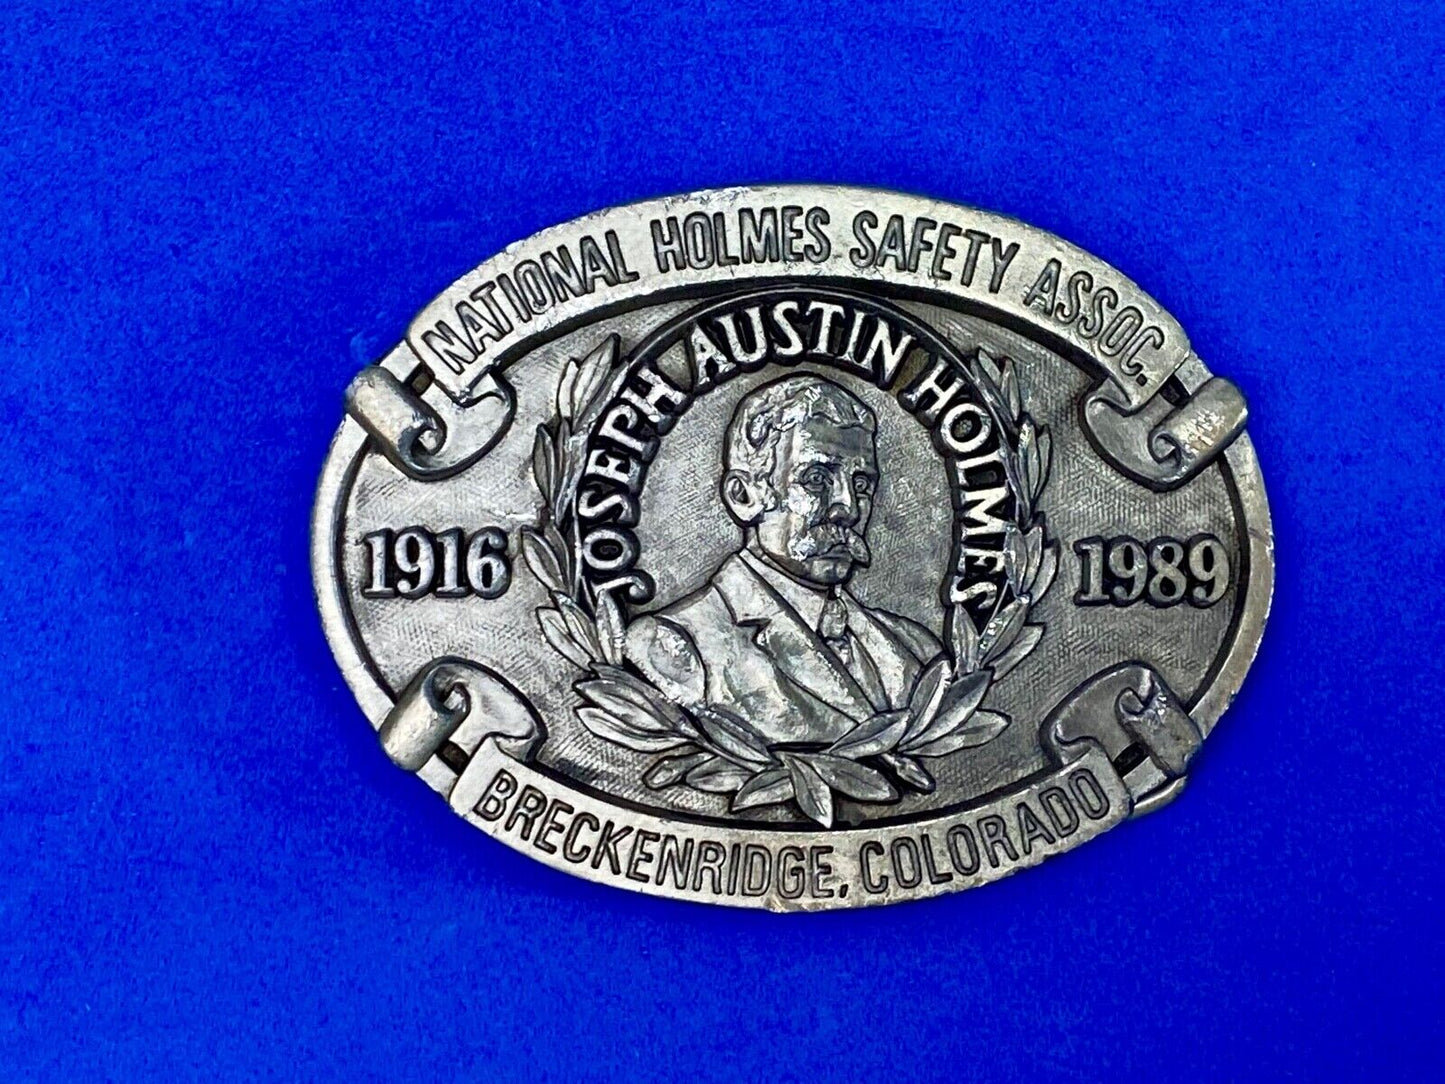 NATIONAL HOLMES SAFETY ASSOC.
JOSEPH AUSTIN HOLMES
1916
1989
BRECKENRIDGE, COLORADO